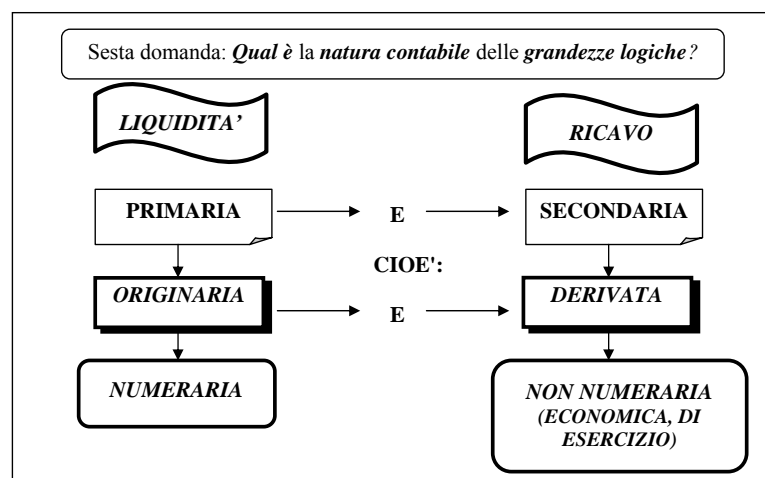 Sesta domanda: Qual è la natura contabile delle grandezze logiche?
LIQUIDITA’
RICAVO
PRIMARIA
E
SECONDARIA
CIOE':
ORIGINARIA
E
DERIVATA
NUMERARIA
NON NUMERARIA
(ECONOMICA, DI
ESERCIZIO)